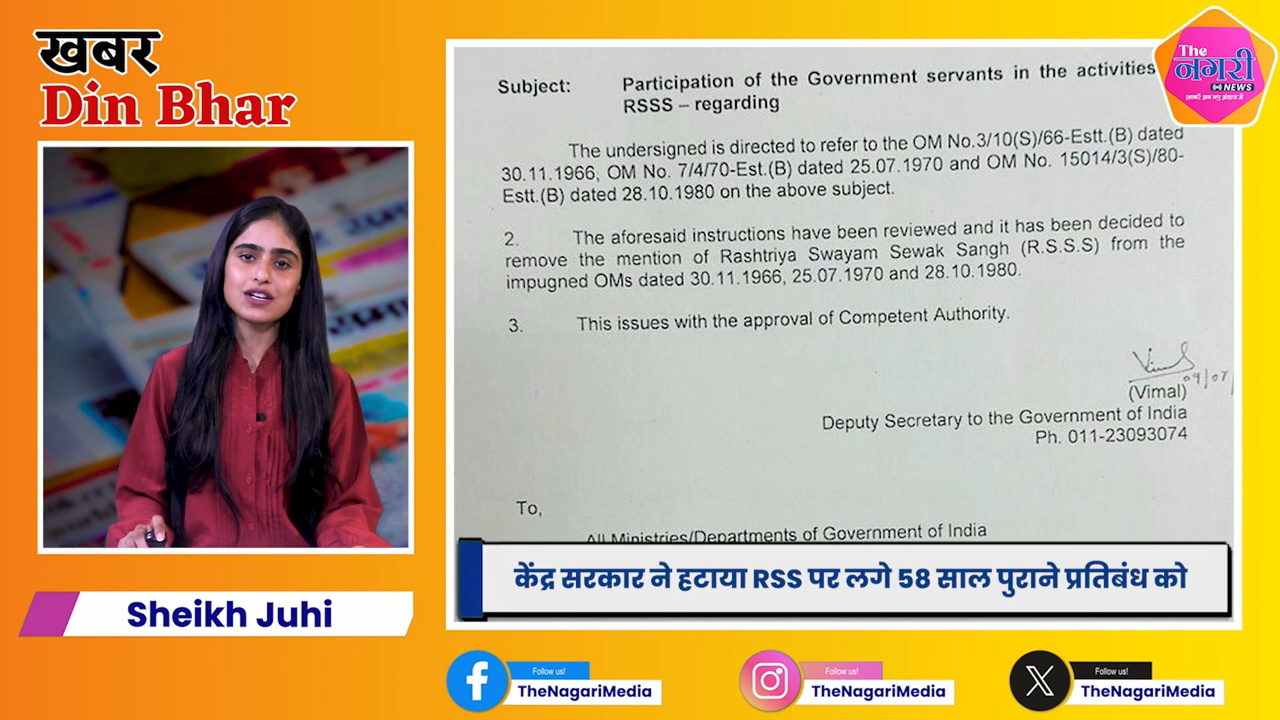 खबर
Din Bhar
The
नगरी
NEWS
Subject: Participation of the Government servants in the activities
RSSS – regarding
The undersigned is directed to refer to the OM No.3/10(S)/66-Estt.(B) dated
30.11.1966, OM No. 7/4/70-Est.(B) dated 25.07.1970 and OM No. 15014/3(S)/80-
Estt.(B) dated 28.10.1980 on the above subject.
2. The aforesaid instructions have been reviewed and it has been decided to
remove the mention of Rashtriya Swayam Sewak Sangh (R.S.S.S) from the
impugned OMs dated 30.11.1966, 25.07.1970 and 28.10.1980.
3. This issues with the approval of Competent Authority.
09/07/
(Vimal)
Deputy Secretary to the Government of India
Ph. 011-23093074
To,
All Ministries/Departments of Government of India
केंद्र सरकार ने हटाया RSS पर लगे 58 साल पुराने प्रतिबंध को
Sheikh Juhi
Follow us!
TheNagariMedia
Follow us!
TheNagariMedia
Follow us!
TheNagariMedia